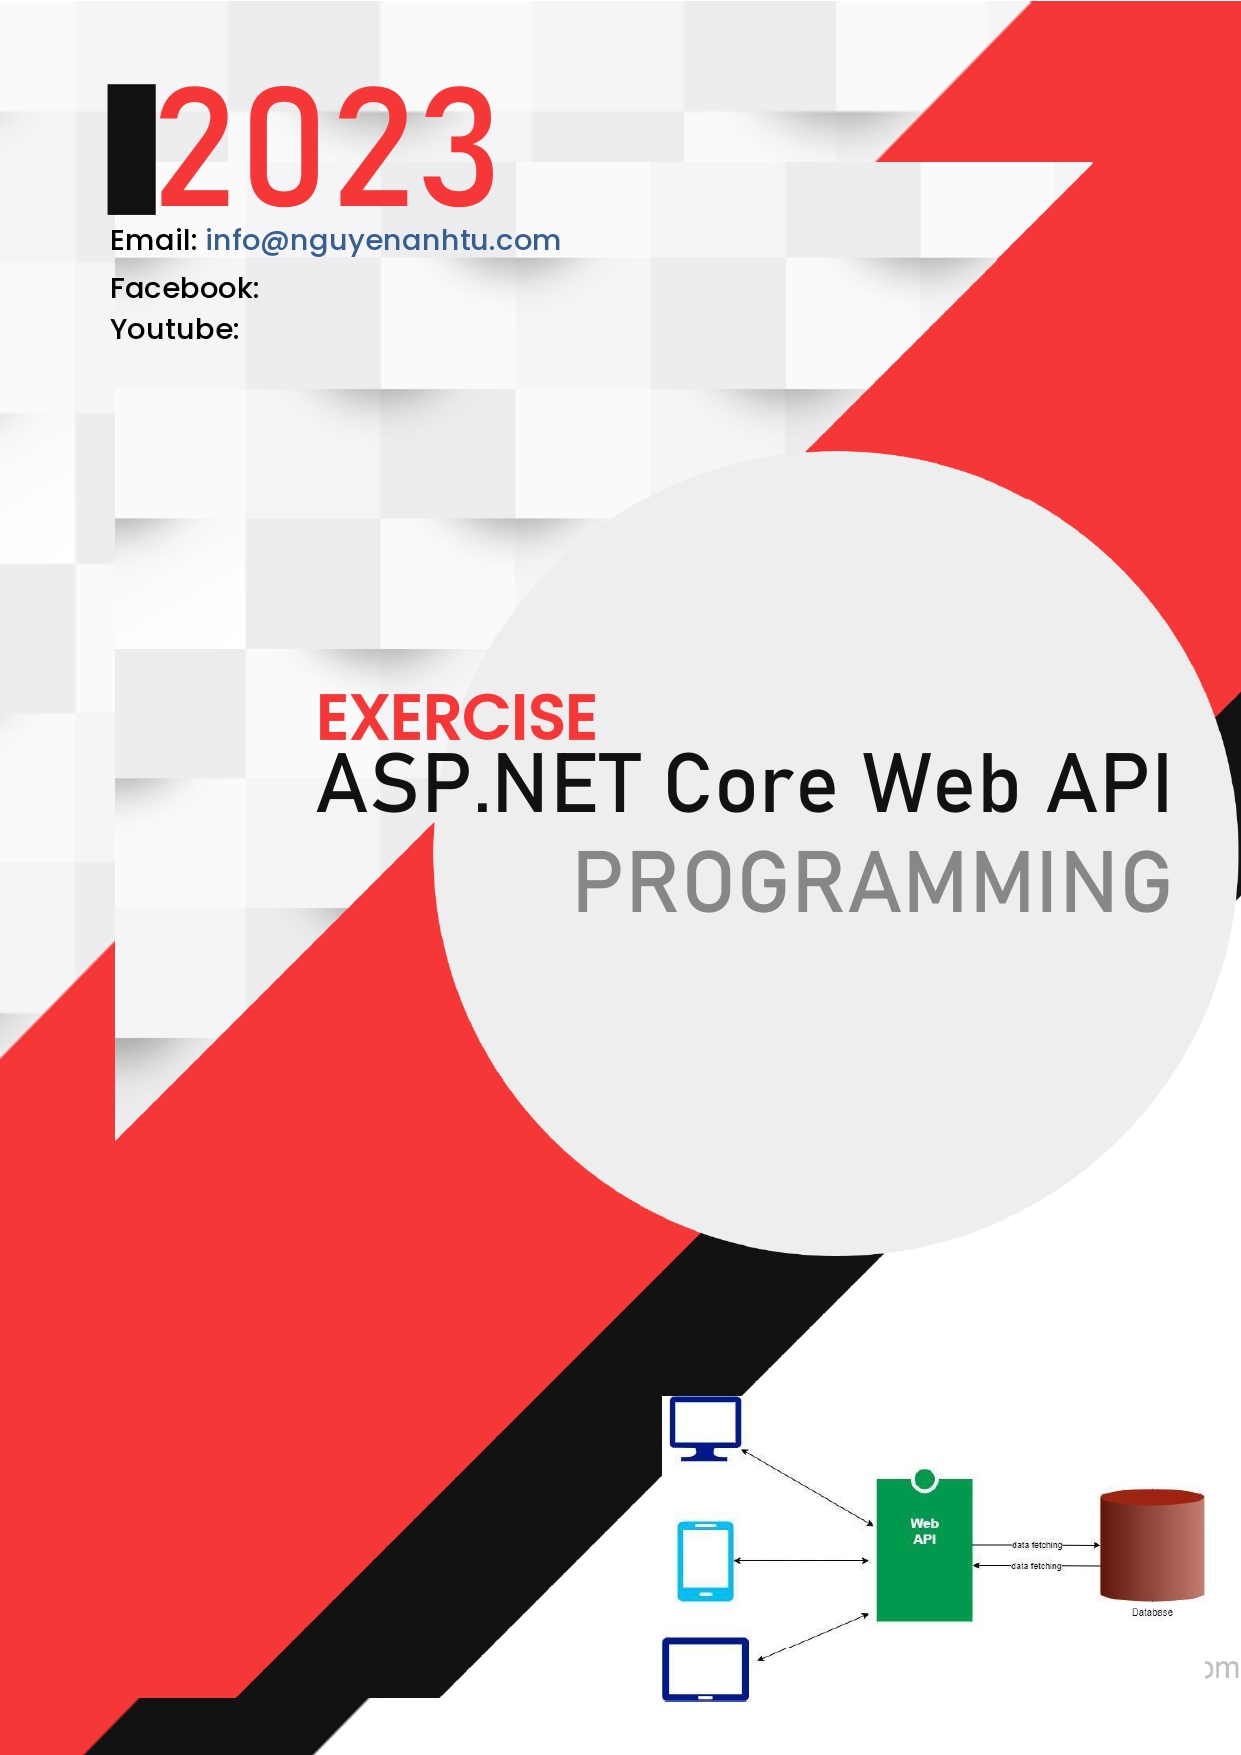 2023
Email: info@nguyenanhtu.com
Facebook:
Youtube:
EXERCISE
ASP.NET Core Web API
PROGRAMMING
Web
API
data fetching
data fetching
Database